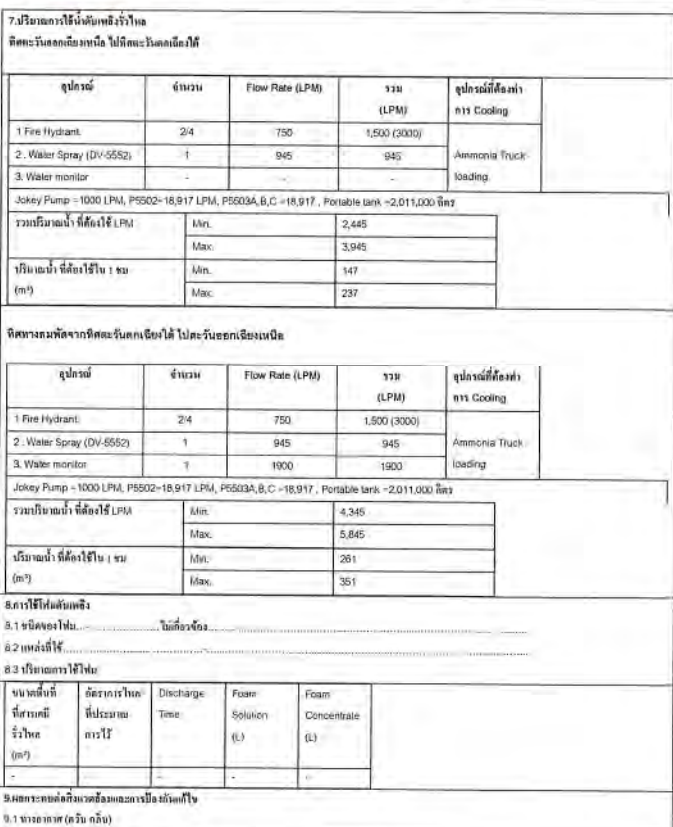 7.ปริมาณการใช้น้ำดับเพลิงรั่วไหล
ทิศตะวันออกเฉียงเหนือ ไปทิศตะวันตกเฉียงใต้
อุปกรณ์ จำนวน Flow Rate (LPM) รวม (LPM) อุปกรณ์ที่ต้องทำการ Cooling
1 Fire Hydrant. 2/4 750 1,500 (3000)
2. Water Spray (DV-5552) 1 945 945 Ammonia Truck loading
3. Water monitor - - -
Jokey Pump =1000 LPM, P5502=18,917 LPM, P5503A,B,C =18,917 , Portable tank =2,011,000 ลิตร
รวมปริมาณน้ำ ที่ต้องใช้ LPM Min. 2,445
Max. 3,945
ปริมาณน้ำ ที่ต้องใช้ใน 1 ชม Min. 147
(m³) Max. 237
ทิศทางลมพัดจากทิศตะวันตกเฉียงใต้ ไปตะวันออกเฉียงเหนือ
อุปกรณ์ จำนวน Flow Rate (LPM) รวม (LPM) อุปกรณ์ที่ต้องทำการ Cooling
1 Fire Hydrant. 2/4 750 1,500 (3000)
2. Water Spray (DV-5552) 1 945 945 Ammonia Truck loading
3. Water monitor 1 1900 1900
Jokey Pump =1000 LPM, P5502=18,917 LPM, P5503A,B,C =18,917 , Portable tank =2,011,000 ลิตร
รวมปริมาณน้ำ ที่ต้องใช้ LPM Min. 4,345
Max. 5,845
ปริมาณน้ำ ที่ต้องใช้ใน 1 ชม Min. 261
(m³) Max. 351
8.การใช้โฟมดับเพลิง
8.1 ชนิดของโฟม....ไม่เกี่ยวข้อง....
8.2 แหล่งที่ใช้....-....
8.3 ปริมาณการใช้โฟม
ขนาดพื้นที่ อัตราการไหล Discharge Foam Foam
ที่สารเคมี ที่ประมาณ Time Solution Concentrate
รั่วไหล การไว้ (L) (L)
(m²)
- - - - -
9.ผลกระทบต่อสิ่งแวดล้อมและการป้องกันแก้ไข
9.1 ทางอากาศ (ควัน กลิ่น)